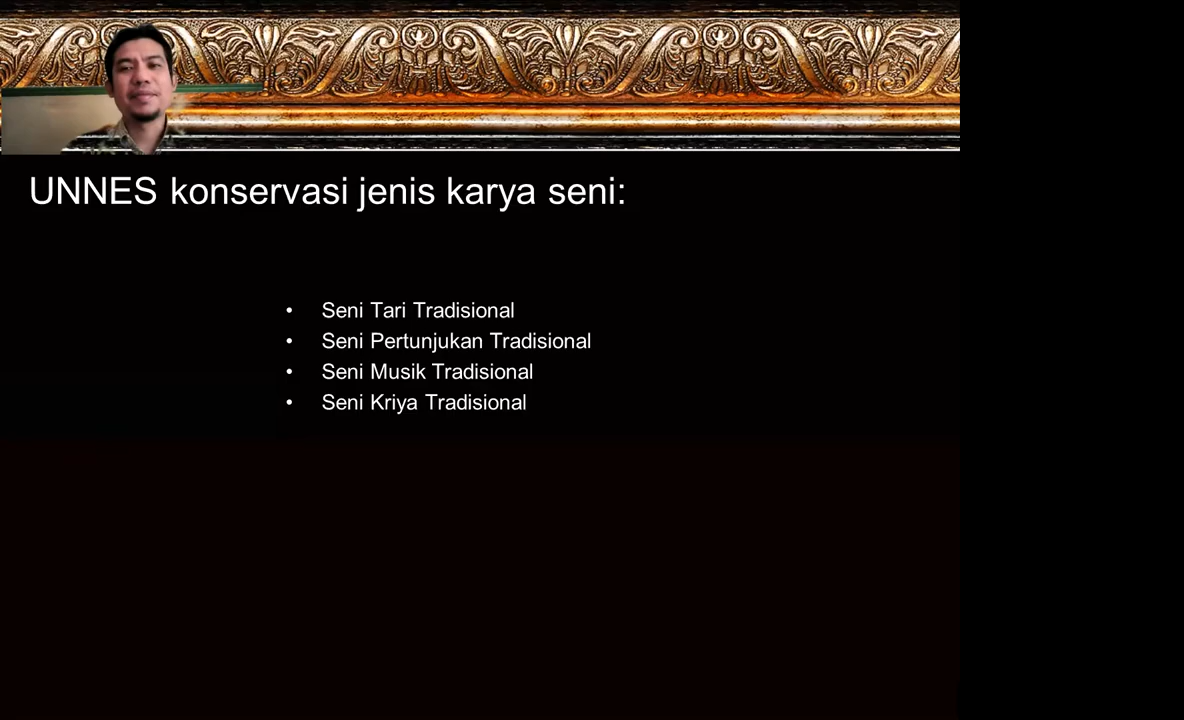 UNNES konservasi jenis karya seni:
• Seni Tari Tradisional
• Seni Pertunjukan Tradisional
• Seni Musik Tradisional
• Seni Kriya Tradisional